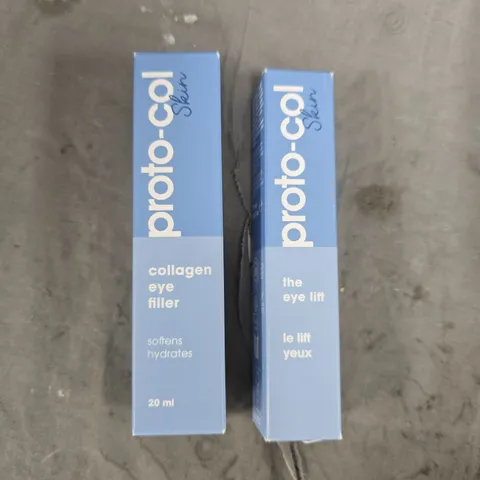 proto-col
Skin
collagen
eye
filler
softens
hydrates
20 ml
proto-col
Skin
the
eye lift
le lift
yeux